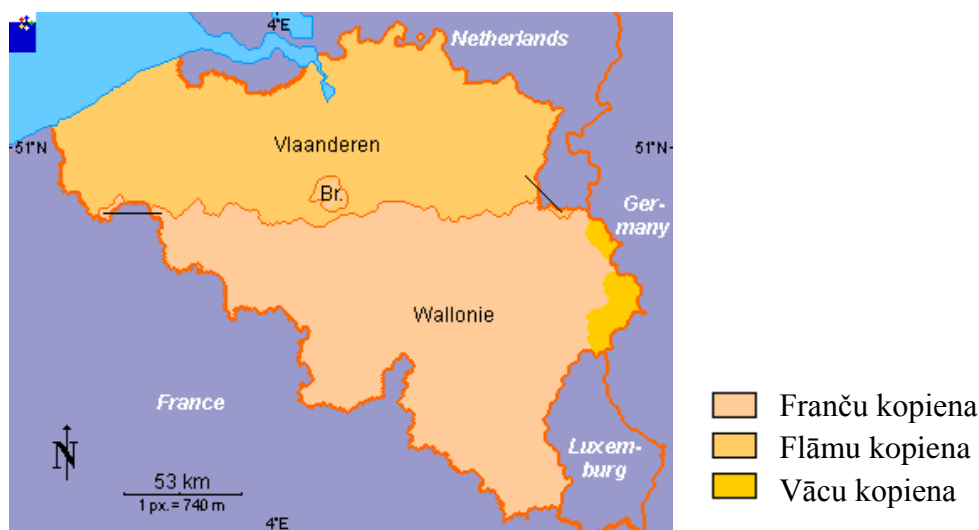 4°E
Netherlands
51°N
51°N
Vlaanderen
Br.
Ger-
many
Wallonie
France
Luxem-
burg
N
53 km
1 px. = 740 m
4°E
Franču kopiena
Flāmu kopiena
Vācu kopiena